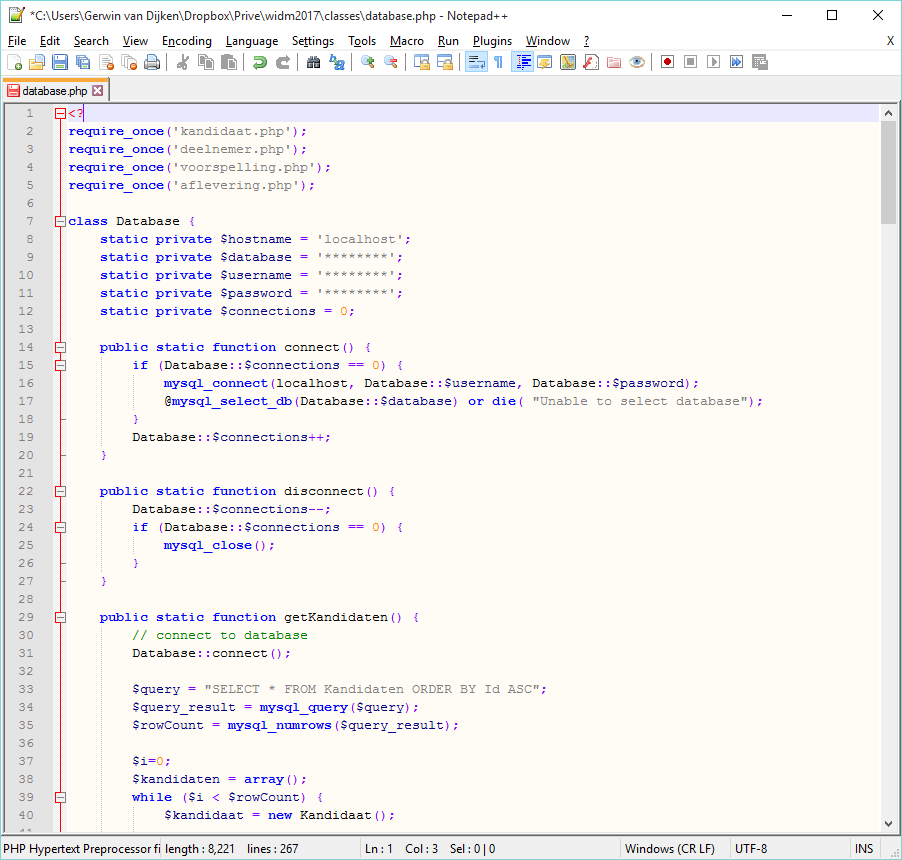 *C:\Users\Gerwin van Dijken\Dropbox\Prive\widm2017\classes\database.php - Notepad++
File Edit Search View Encoding Language Settings Tools Macro Run Plugins Window ? X
database.php
1 <?
2 require_once('kandidaat.php');
3 require_once('deelnemer.php');
4 require_once('voorspelling.php');
5 require_once('aflevering.php');
6
7 class Database {
8 static private $hostname = 'localhost';
9 static private $database = '********';
10 static private $username = '********';
11 static private $password = '********';
12 static private $connections = 0;
13
14 public static function connect() {
15 if (Database::$connections == 0) {
16 mysql_connect(localhost, Database::$username, Database::$password);
17 @mysql_select_db(Database::$database) or die( "Unable to select database");
18 }
19 Database::$connections++;
20 }
21
22 public static function disconnect() {
23 Database::$connections--;
24 if (Database::$connections == 0) {
25 mysql_close();
26 }
27 }
28
29 public static function getKandidaten() {
30 // connect to database
31 Database::connect();
32
33 $query = "SELECT * FROM Kandidaten ORDER BY Id ASC";
34 $query_result = mysql_query($query);
35 $rowCount = mysql_numrows($query_result);
36
37 $i=0;
38 $kandidaten = array();
39 while ($i < $rowCount) {
40 $kandidaat = new Kandidaat();
41
PHP Hypertext Preprocessor fi length : 8,221 lines : 267 Ln : 1 Col : 3 Sel : 0 | 0 Windows (CR LF) UTF-8 INS